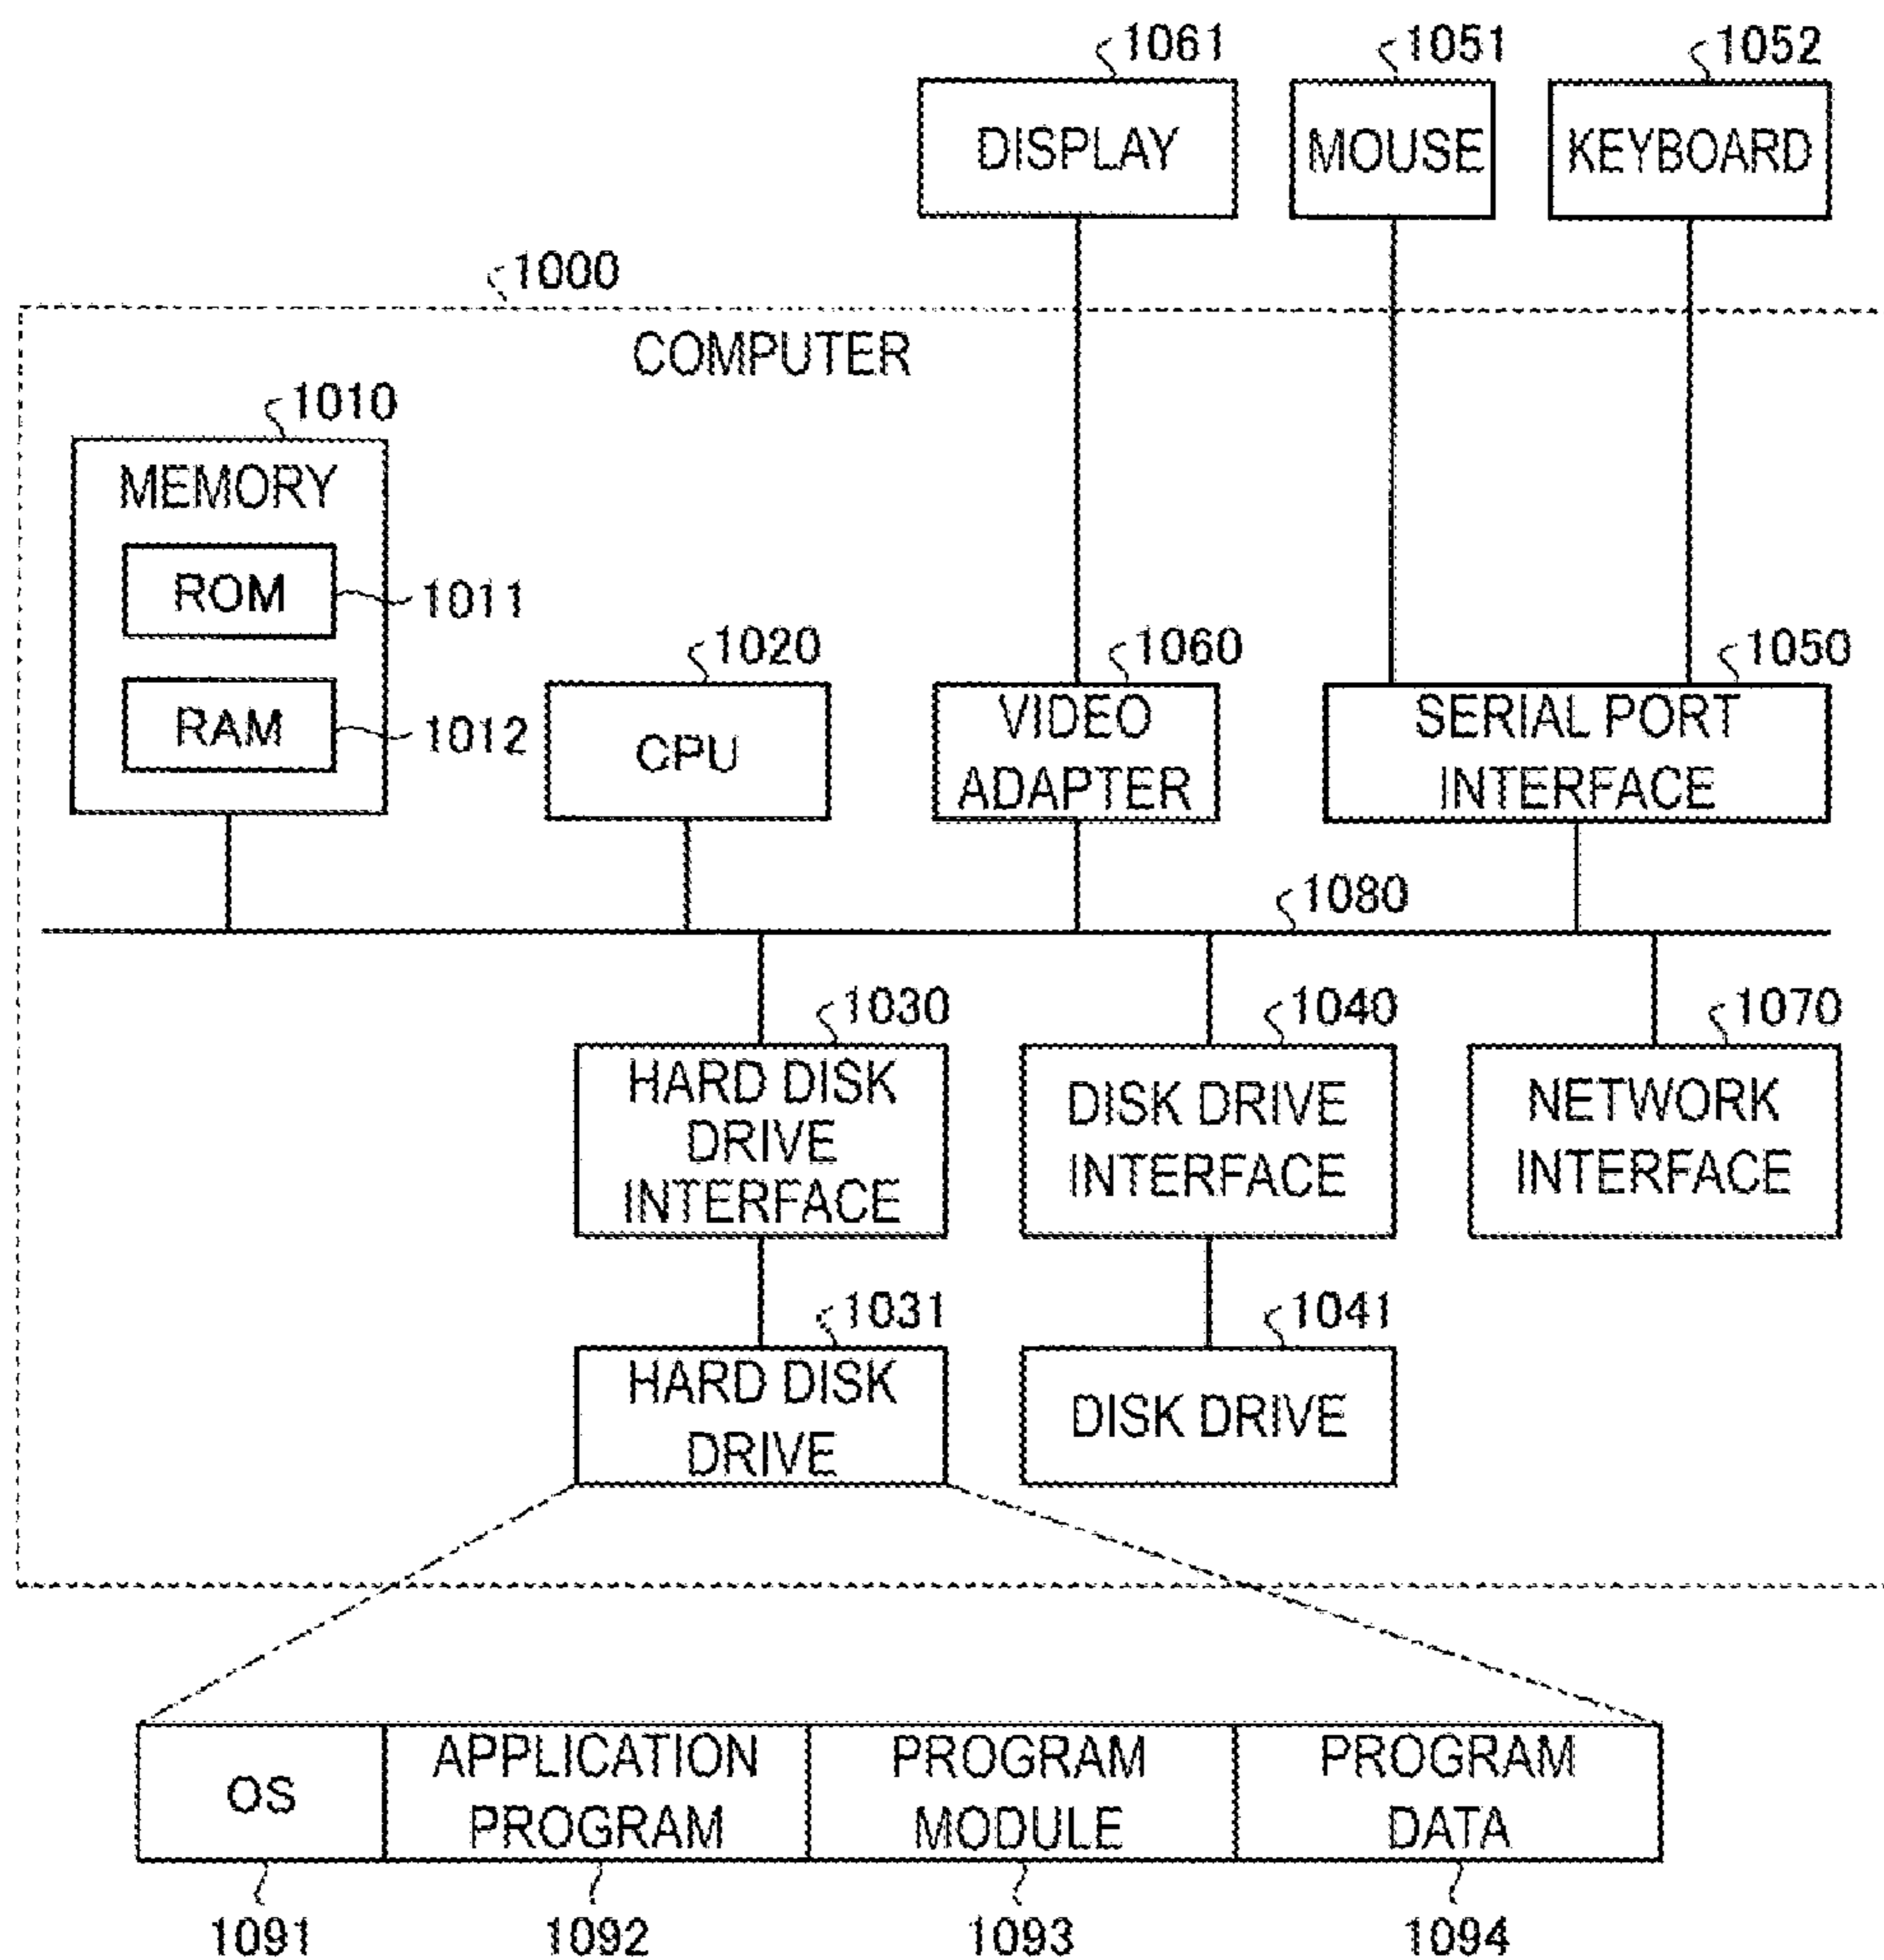 1061
1051
1052
DISPLAY
MOUSE
KEYBOARD
1000
COMPUTER
1010
MEMORY
ROM
1011
RAM
1012
1020
CPU
1060
VIDEO
ADAPTER
1050
SERIAL PORT
INTERFACE
1080
1030
HARD DISK
DRIVE
INTERFACE
1040
DISK DRIVE
INTERFACE
1070
NETWORK
INTERFACE
1031
HARD DISK
DRIVE
1041
DISK DRIVE
OS
APPLICATION
PROGRAM
PROGRAM
MODULE
PROGRAM
DATA
1091
1092
1093
1094